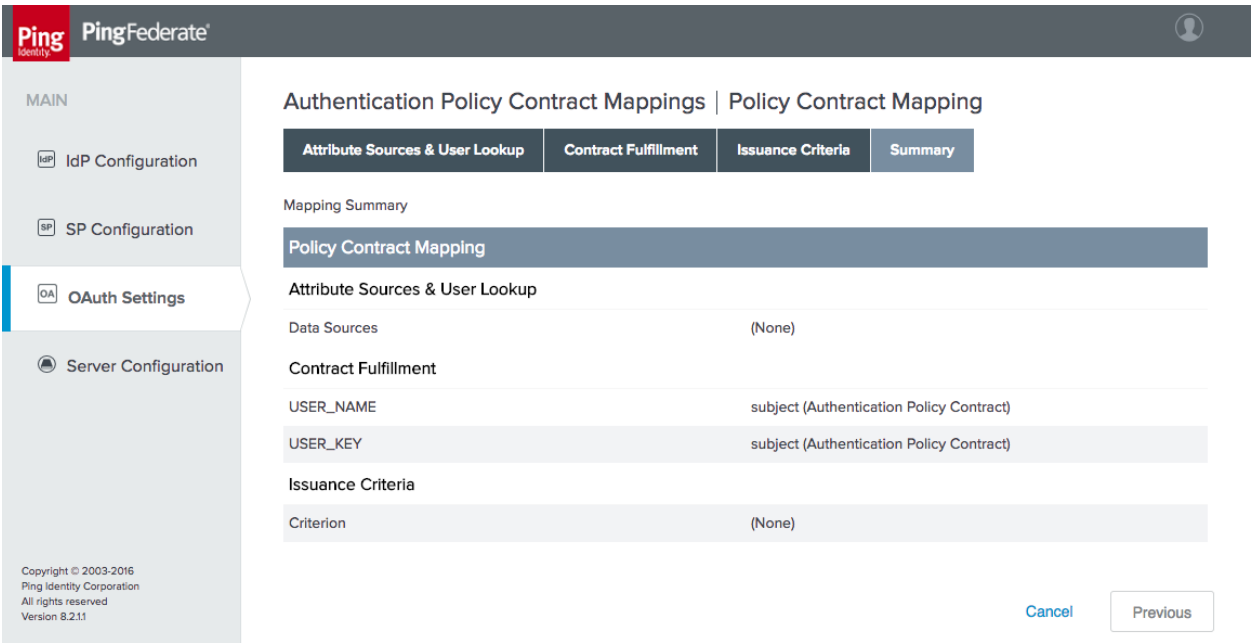 Ping
Identity
PingFederate®
MAIN
IdP IdP Configuration
SP SP Configuration
OA OAuth Settings
Server Configuration
Copyright © 2003-2016
Ping Identity Corporation
All rights reserved
Version 8.2.1.1
Authentication Policy Contract Mappings | Policy Contract Mapping
Attribute Sources & User Lookup Contract Fulfillment Issuance Criteria Summary
Mapping Summary
Policy Contract Mapping
Attribute Sources & User Lookup
Data Sources (None)
Contract Fulfillment
USER_NAME subject (Authentication Policy Contract)
USER_KEY subject (Authentication Policy Contract)
Issuance Criteria
Criterion (None)
Cancel Previous